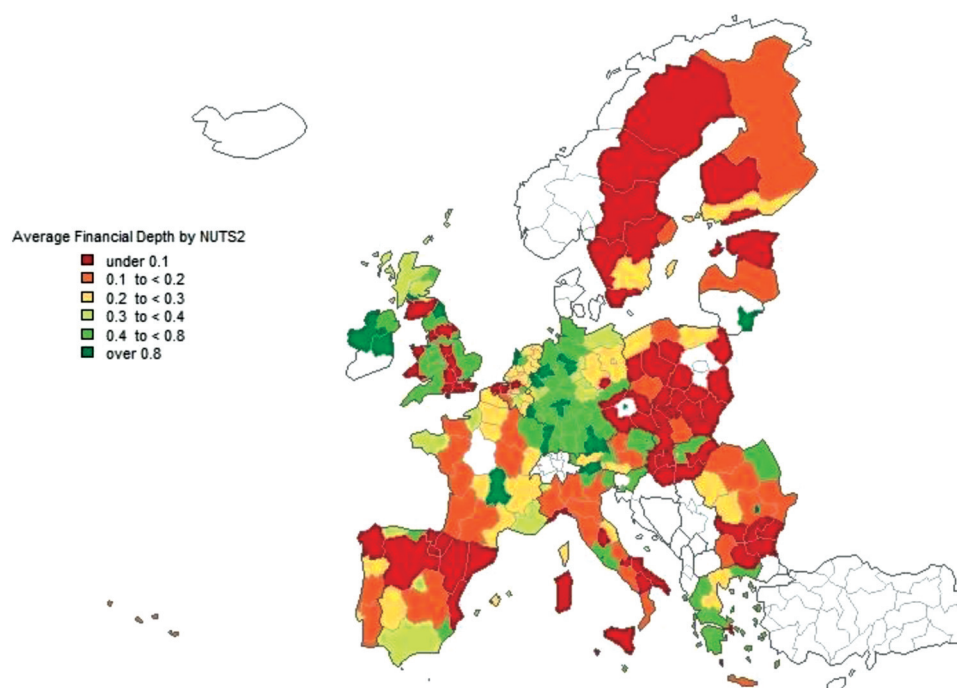 Average Financial Depth by NUTS2
under 0.1
0.1 to < 0.2
0.2 to < 0.3
0.3 to < 0.4
0.4 to < 0.8
over 0.8